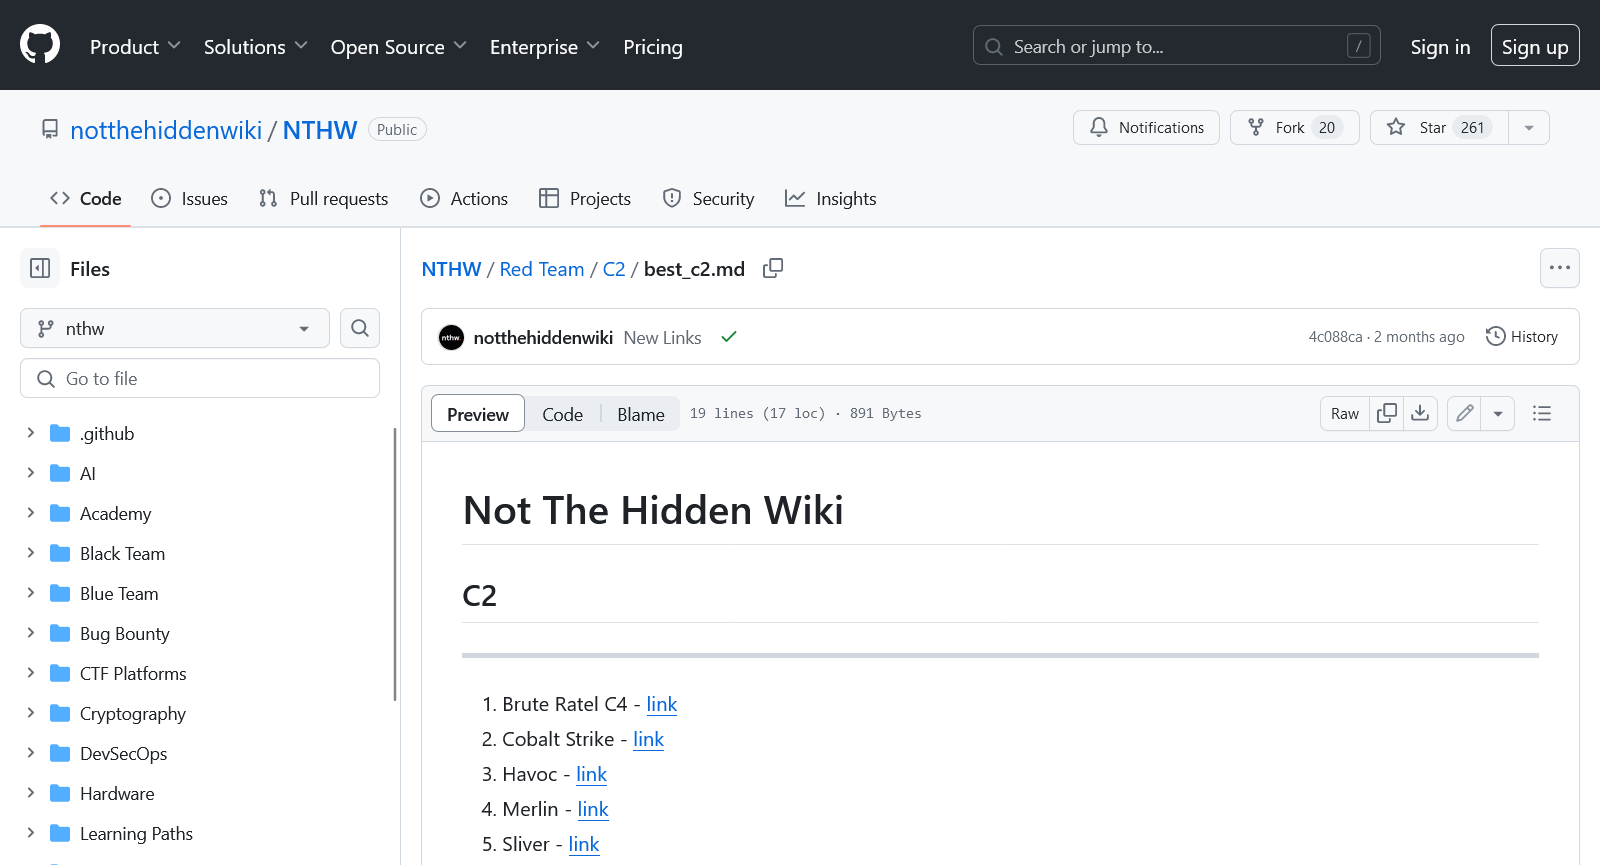 Product Solutions Open Source Enterprise Pricing Search or jump to... / Sign in Sign up
notthehiddenwiki / NTHW Public Notifications Fork 20 Star 261
Code Issues Pull requests Actions Projects Security Insights
Files
nthw
Go to file
.github
AI
Academy
Black Team
Blue Team
Bug Bounty
CTF Platforms
Cryptography
DevSecOps
Hardware
Learning Paths
NTHW / Red Team / C2 / best_c2.md
nthw notthehiddenwiki New Links 4c088ca · 2 months ago History
Preview Code Blame 19 lines (17 loc) · 891 Bytes Raw
Not The Hidden Wiki
C2
1. Brute Ratel C4 - link
2. Cobalt Strike - link
3. Havoc - link
4. Merlin - link
5. Sliver - link